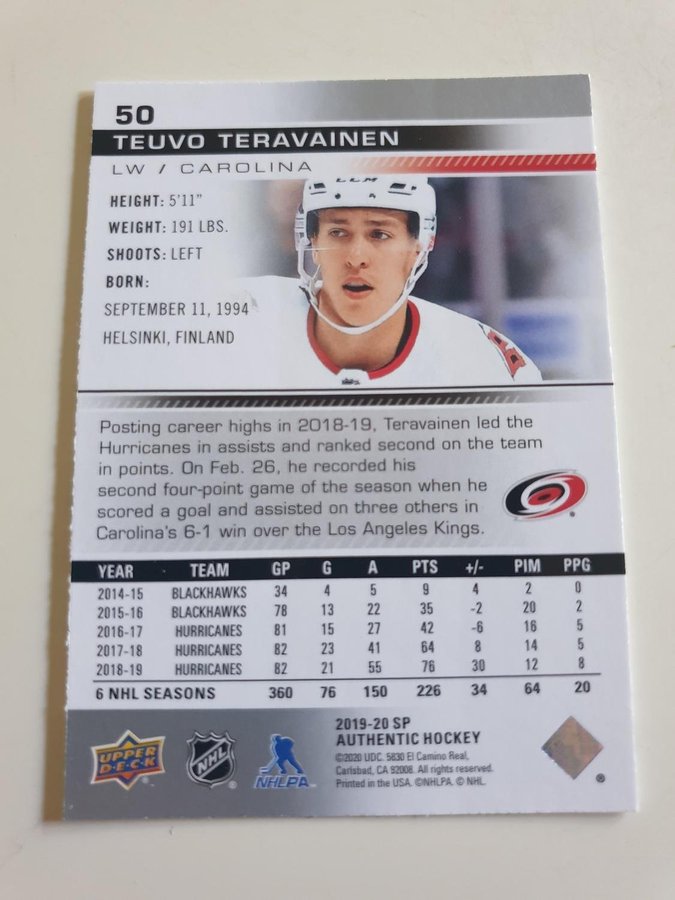 50
TEUVO TERAVAINEN
LW / CAROLINA
HEIGHT: 5'11"
WEIGHT: 191 LBS.
SHOOTS: LEFT
BORN:
SEPTEMBER 11, 1994
HELSINKI, FINLAND
CCM
Posting career highs in 2018-19, Teravainen led the
Hurricanes in assists and ranked second on the team
in points. On Feb. 26, he recorded his
second four-point game of the season when he
scored a goal and assisted on three others in
Carolina's 6-1 win over the Los Angeles Kings.
YEAR TEAM GP G A PTS +/- PIM PPG
2014-15 BLACKHAWKS 34 4 5 9 4 2 0
2015-16 BLACKHAWKS 78 13 22 35 -2 20 2
2016-17 HURRICANES 81 15 27 42 -6 16 5
2017-18 HURRICANES 82 23 41 64 8 14 5
2018-19 HURRICANES 82 21 55 76 30 12 8
6 NHL SEASONS 360 76 150 226 34 64 20
UPPER
D·E·C·K
NHL
®
NHLPA
2019-20 SP
AUTHENTIC HOCKEY
©2020 UDC. 5830 El Camino Real,
Carlsbad, CA 92008. All rights reserved.
Printed in the USA. ©NHLPA. © NHL.
®